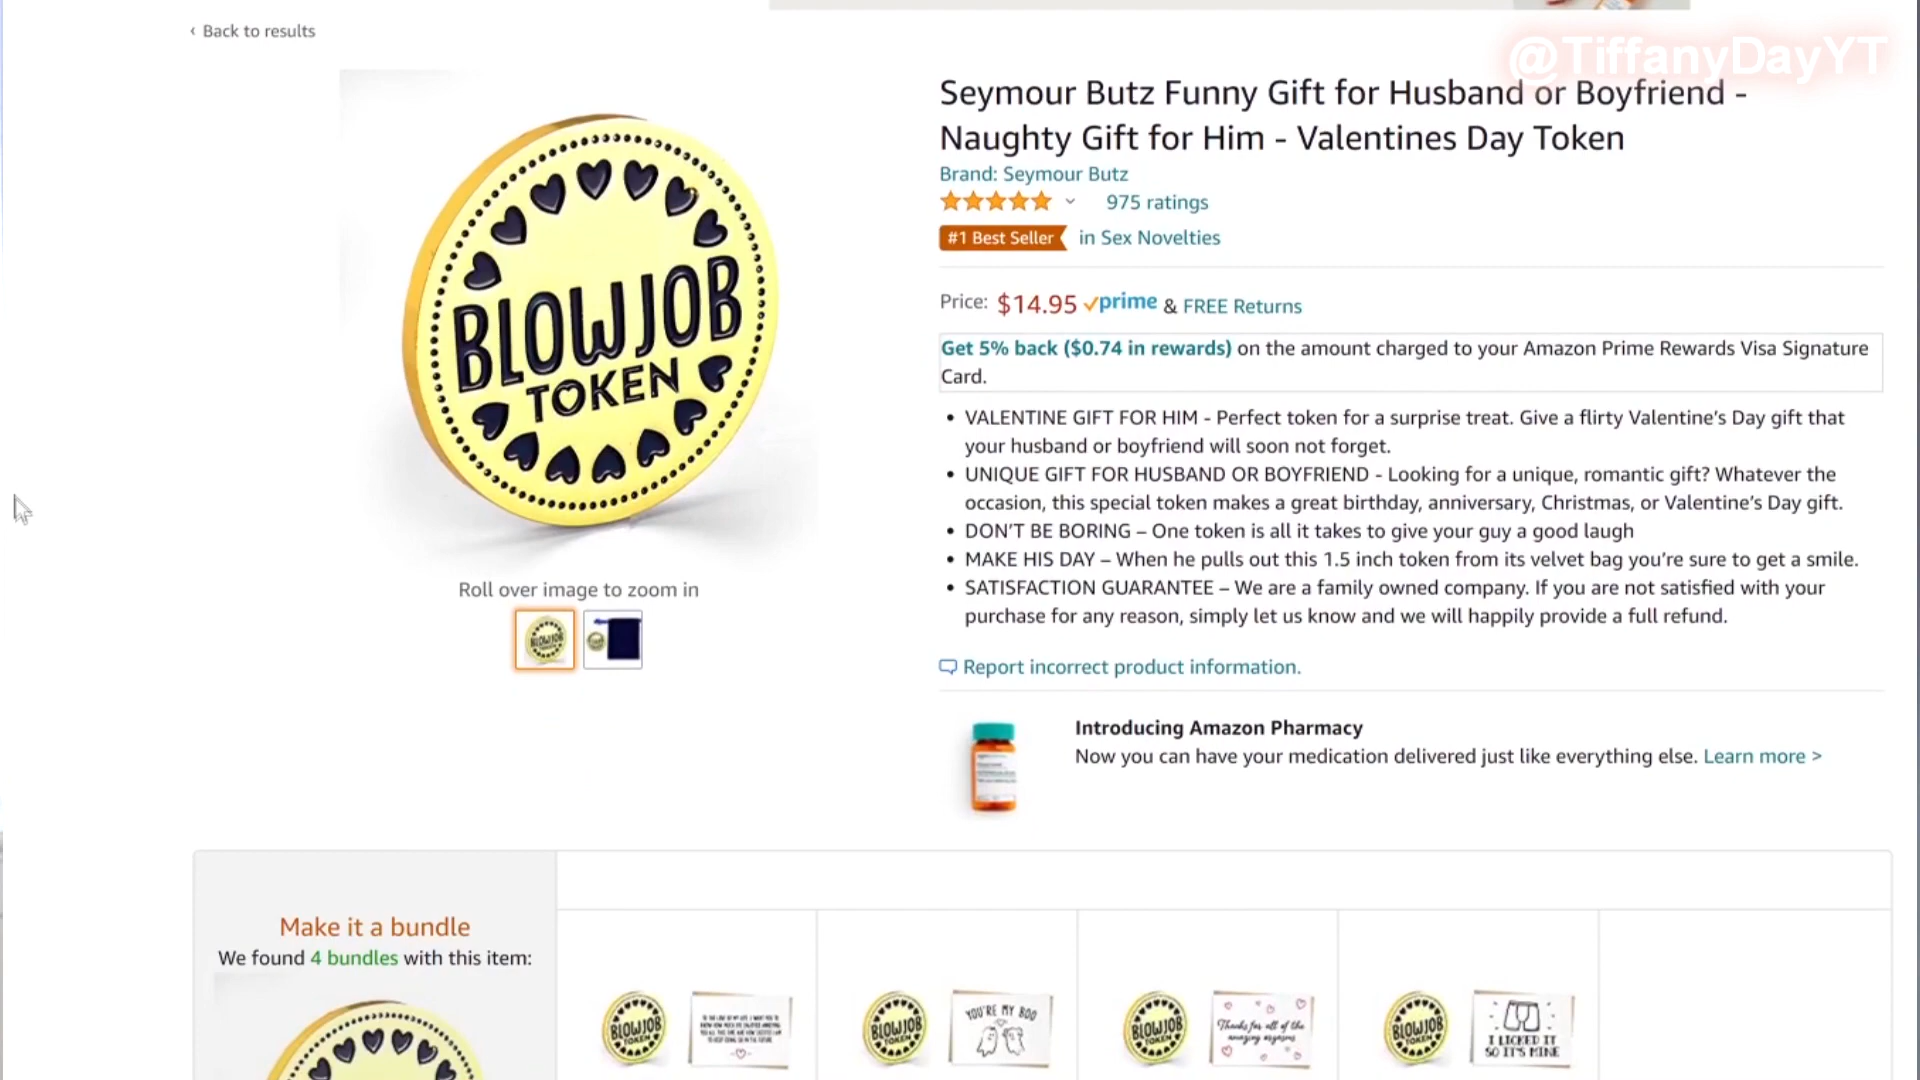 @TiffanyDayYT
‹ Back to results
Seymour Butz Funny Gift for Husband or Boyfriend -
Naughty Gift for Him - Valentines Day Token
Brand: Seymour Butz
975 ratings
#1 Best Seller in Sex Novelties
Price: $14.95 prime & FREE Returns
Get 5% back ($0.74 in rewards) on the amount charged to your Amazon Prime Rewards Visa Signature
Card.
• VALENTINE GIFT FOR HIM - Perfect token for a surprise treat. Give a flirty Valentine’s Day gift that
your husband or boyfriend will soon not forget.
• UNIQUE GIFT FOR HUSBAND OR BOYFRIEND - Looking for a unique, romantic gift? Whatever the
occasion, this special token makes a great birthday, anniversary, Christmas, or Valentine’s Day gift.
• DON’T BE BORING – One token is all it takes to give your guy a good laugh
• MAKE HIS DAY – When he pulls out this 1.5 inch token from its velvet bag you’re sure to get a smile.
• SATISFACTION GUARANTEE – We are a family owned company. If you are not satisfied with your
purchase for any reason, simply let us know and we will happily provide a full refund.
Report incorrect product information.
BLOWJOB
TOKEN
Roll over image to zoom in
BLOWJOB
TOKEN
Introducing Amazon Pharmacy
Now you can have your medication delivered just like everything else. Learn more >
Make it a bundle
We found 4 bundles with this item:
BLOWJOB
TOKEN
BLOWJOB
TOKEN
YOU'RE MY BOO
BLOWJOB
TOKEN
Thanks for all of the
amazing orgasms
BLOWJOB
TOKEN
I LICKED IT
SO IT'S MINE